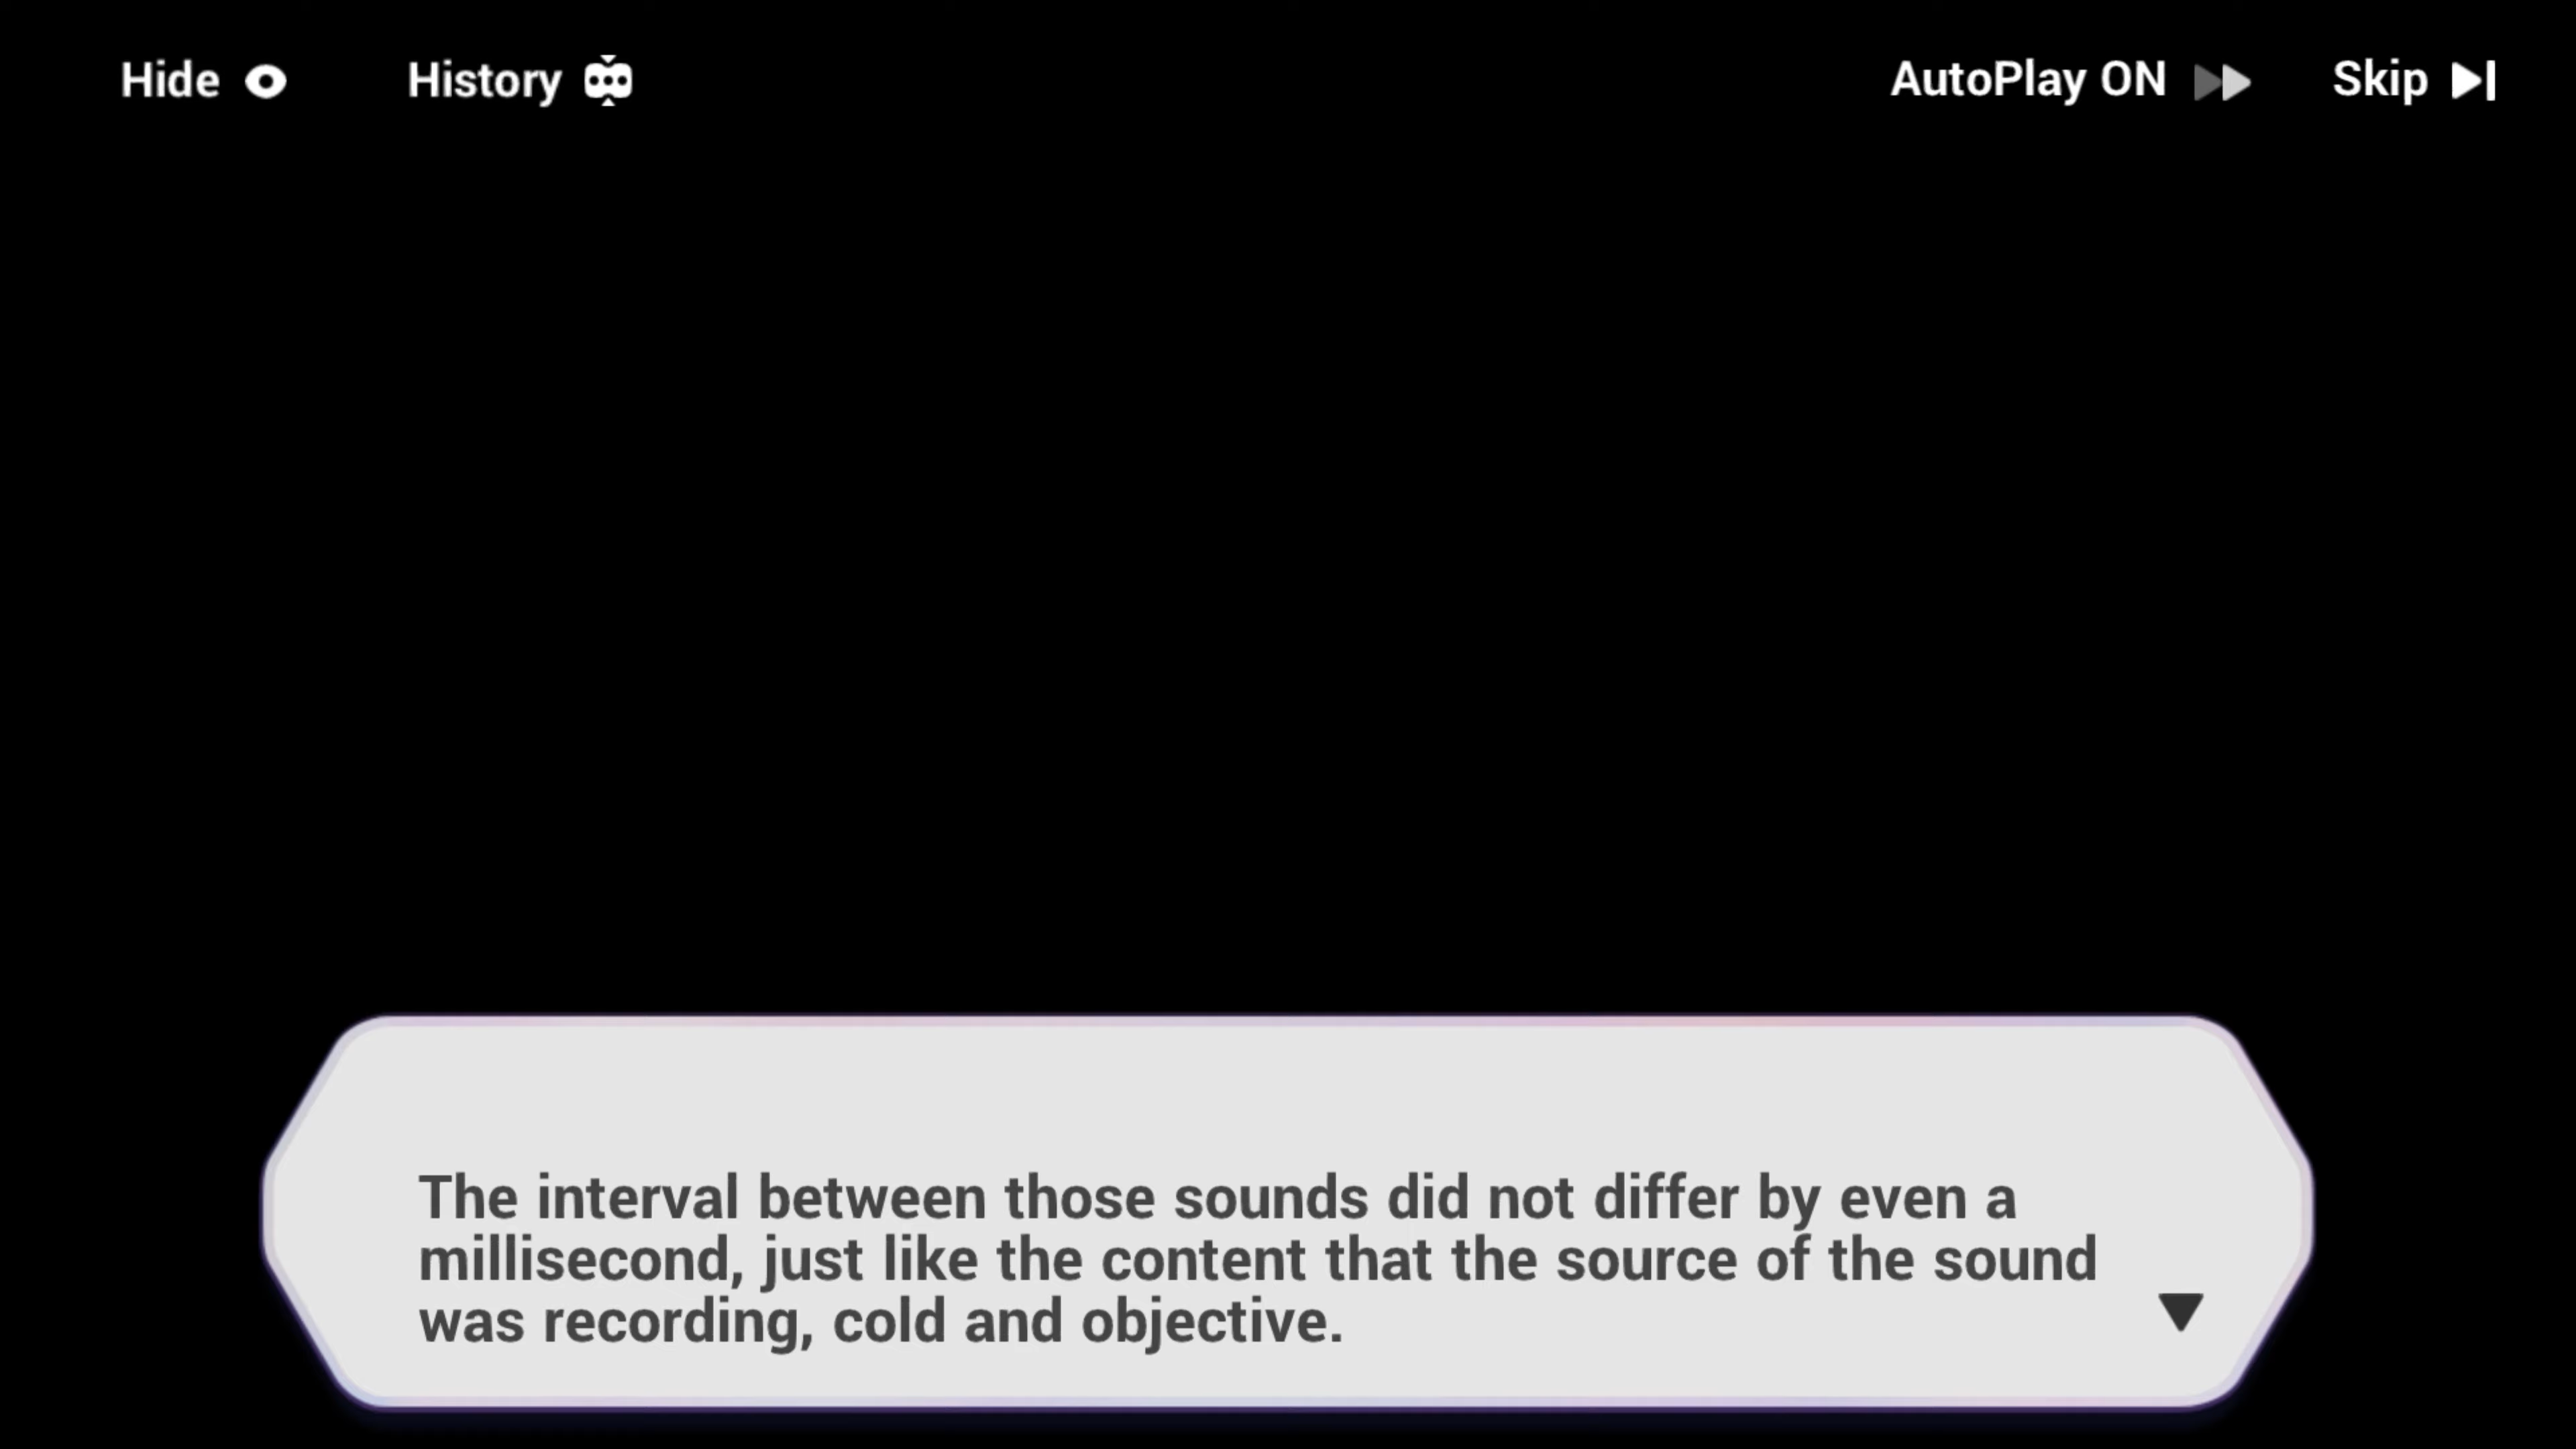 Hide
History
AutoPlay ON
Skip
The interval between those sounds did not differ by even a
millisecond, just like the content that the source of the sound
was recording, cold and objective.